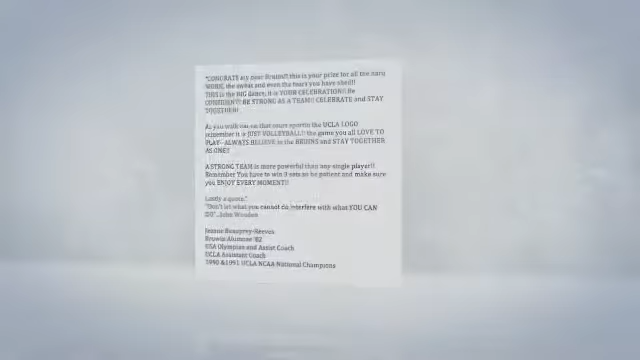 "CONGRATS my dear Bruins!! this is your prize for all the hard
WORK, the sweat and even the tears you have shed!!
THIS is the BIG dance, it is YOUR CELEBRATION!! Be
CONFIDENT!! BE STRONG AS A TEAM!! CELEBRATE and STAY
TOGETHER!
As you walk out on that court sportin the UCLA LOGO
remember it is JUST VOLLEYBALL!! the game you all LOVE TO
PLAY- ALWAYS BELIEVE in the BRUINS and STAY TOGETHER
AS ONE!!
A STRONG TEAM is more powerful than any single player!!
Remember You have to win 3 sets so be patient and make sure
you ENJOY EVERY MOMENT!!
Lastly a quote."
"Don't let what you cannot do interfere with what YOU CAN
DO" . John Wooden
Jeanne Beauprey-Reeves
Bruwin Alumnae '82
USA Olympian and Assist Coach
UCLA Assistant Coach
1990 &1991 UCLA NCAA National Champions